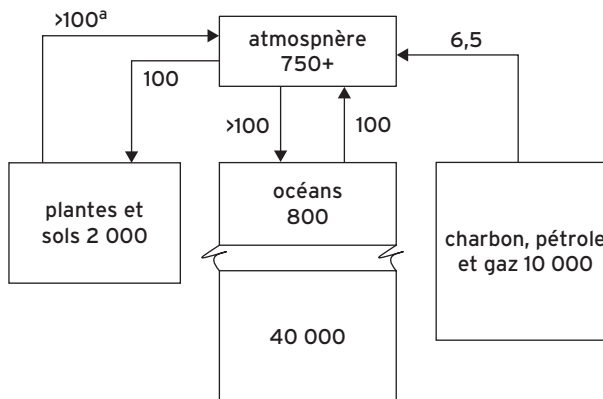 >100ᵃ
atmospnère
750+
6,5
100
>100
100
plantes et
sols 2 000
océans
800
charbon, pétrole
et gaz 10 000
40 000